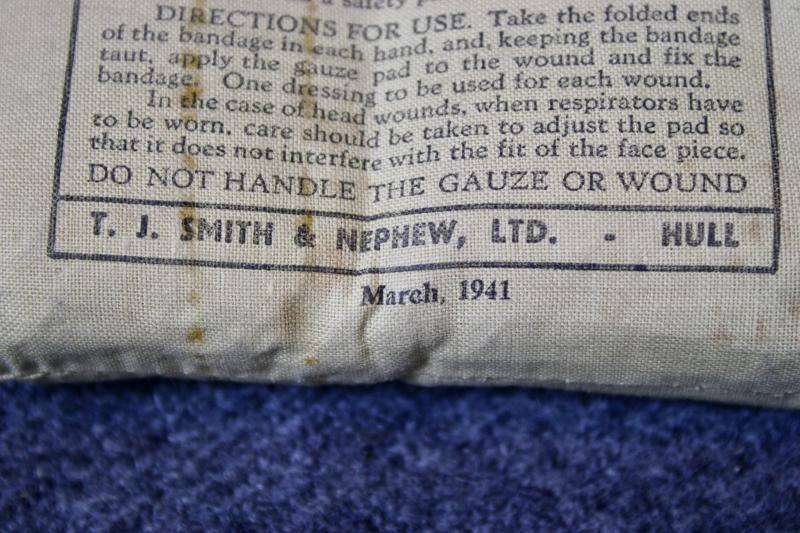 a safety
DIRECTIONS FOR USE. Take the folded ends
of the bandage in each hand, and, keeping the bandage
taut, apply the gauze pad to the wound and fix the
bandage. One dressing to be used for each wound.
In the case of head wounds, when respirators have
to be worn, care should be taken to adjust the pad so
that it does not interfere with the fit of the face piece.
DO NOT HANDLE THE GAUZE OR WOUND
T. J. SMITH & NEPHEW, LTD. - HULL
March, 1941